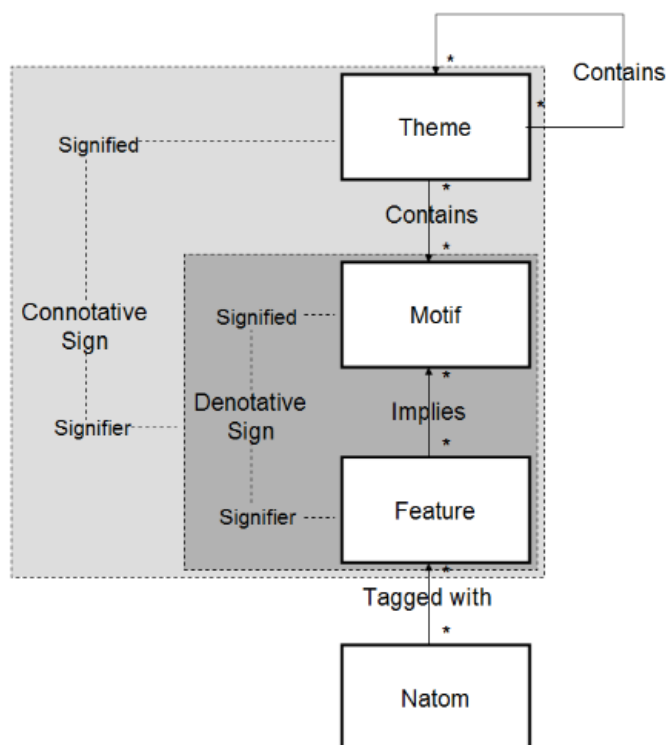 *
Contains
*
Theme
Signified
*
Contains
*
Connotative
Sign
Signified
Motif
*
Denotative
Sign
Implies
Signifier
*
Signifier
Feature
*
Tagged with
*
Natom